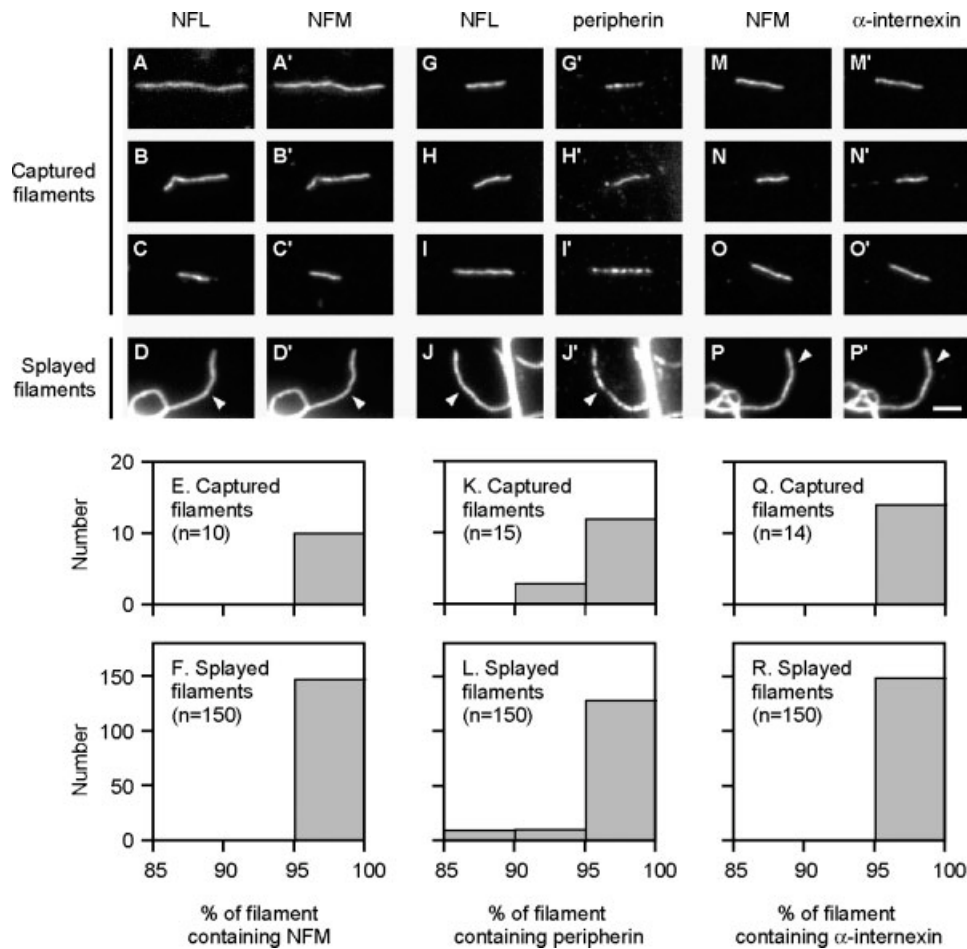 NFL NFM NFL peripherin NFM α-internexin
A A' G G' M M'
Captured
filaments
B B' H H' N N'
C C' I I' O O'
Splayed
filaments
D D' J J' P P'
20
10
0
Number
E. Captured
filaments
(n=10)
K. Captured
filaments
(n=15)
Q. Captured
filaments
(n=14)
150
100
50
0
Number
F. Splayed
filaments
(n=150)
L. Splayed
filaments
(n=150)
R. Splayed
filaments
(n=150)
85 90 95 100 85 90 95 100 85 90 95 100
% of filament
containing NFM
% of filament
containing peripherin
% of filament
containing α-internexin